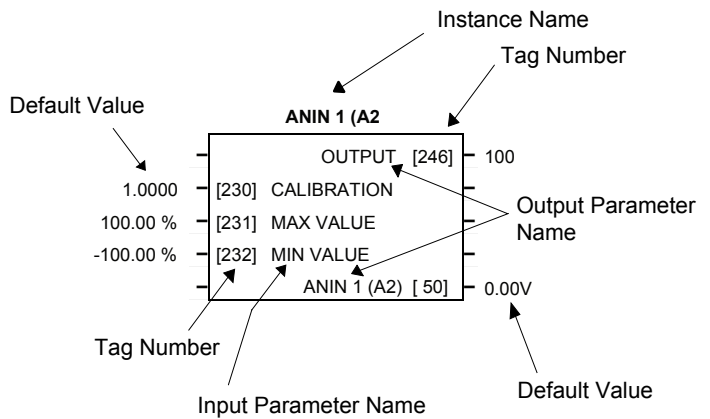 Instance Name
Tag Number
Default Value
ANIN 1 (A2
OUTPUT [246] 100
1.0000 [230] CALIBRATION
100.00 % [231] MAX VALUE
-100.00 % [232] MIN VALUE
Output Parameter
Name
ANIN 1 (A2) [ 50] 0.00V
Tag Number
Input Parameter Name
Default Value